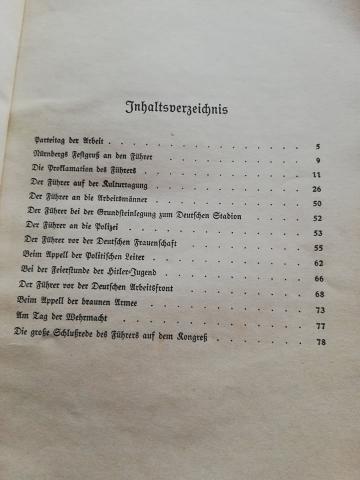 Inhaltsverzeichnis
Parteitag der Arbeit . . . . . . . . . . . . 5
Nürnbergs Festgruß an den Führer . . . . . . . . . 9
Die Proklamation des Führers . . . . . . . . . . 11
Der Führer auf der Kulturtagung . . . . . . . . . 26
Der Führer an die Arbeitsmänner . . . . . . . . . 50
Der Führer bei der Grundsteinlegung zum Deutschen Stadion . . . . 52
Der Führer an die Polizei . . . . . . . . . . . 53
Der Führer vor der Deutschen Frauenschaft . . . . . . . 55
Beim Appell der Politischen Leiter . . . . . . . . . 62
Bei der Feierstunde der Hitler-Jugend . . . . . . . . 66
Der Führer vor der Deutschen Arbeitsfront . . . . . . . 68
Beim Appell der braunen Armee . . . . . . . . . . 73
Am Tag der Wehrmacht . . . . . . . . . . . . 77
Die große Schlußrede des Führers auf dem Kongreß . . . . . . 78